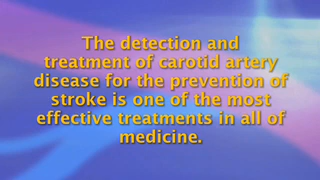 The detection and
treatment of carotid artery
disease for the prevention of
stroke is one of the most
effective treatments in all of
medicine.